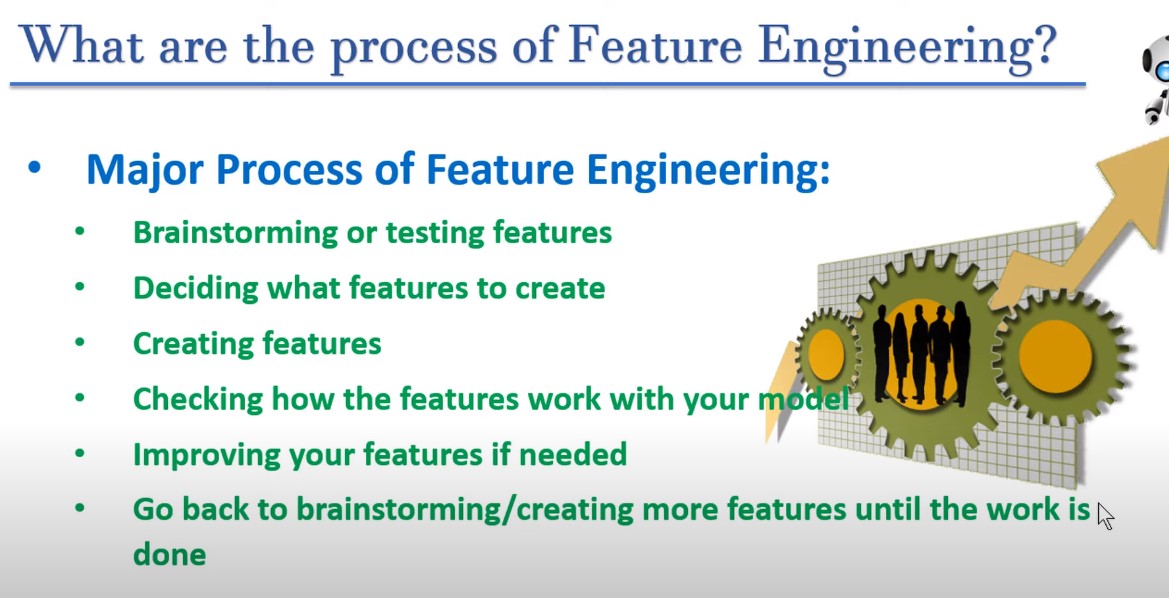 What are the process of Feature Engineering?
• Major Process of Feature Engineering:
• Brainstorming or testing features
• Deciding what features to create
• Creating features
• Checking how the features work with your model
• Improving your features if needed
• Go back to brainstorming/creating more features until the work is
done